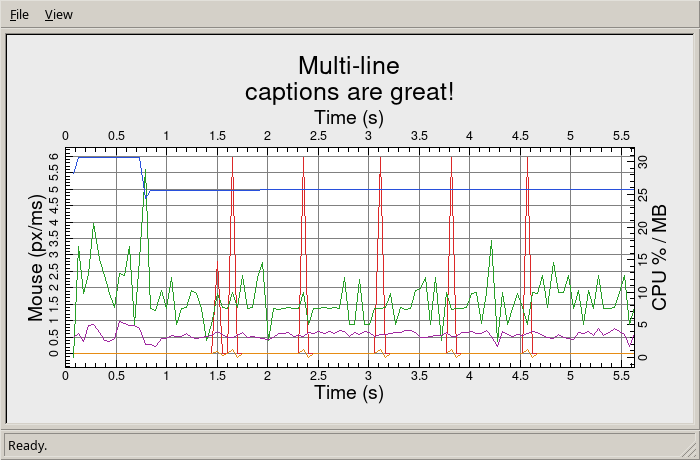 File View
Multi-line
captions are great!
Time (s)
0 0.5 1 1.5 2 2.5 3 3.5 4 4.5 5 5.5
Mouse (px/ms)
0 0.5 1 1.5 2 2.5 3 3.5 4 4.5 5 5.5 6
0 5 10 15 20 25 30
CPU % / MB
0 0.5 1 1.5 2 2.5 3 3.5 4 4.5 5 5.5
Time (s)
Ready.